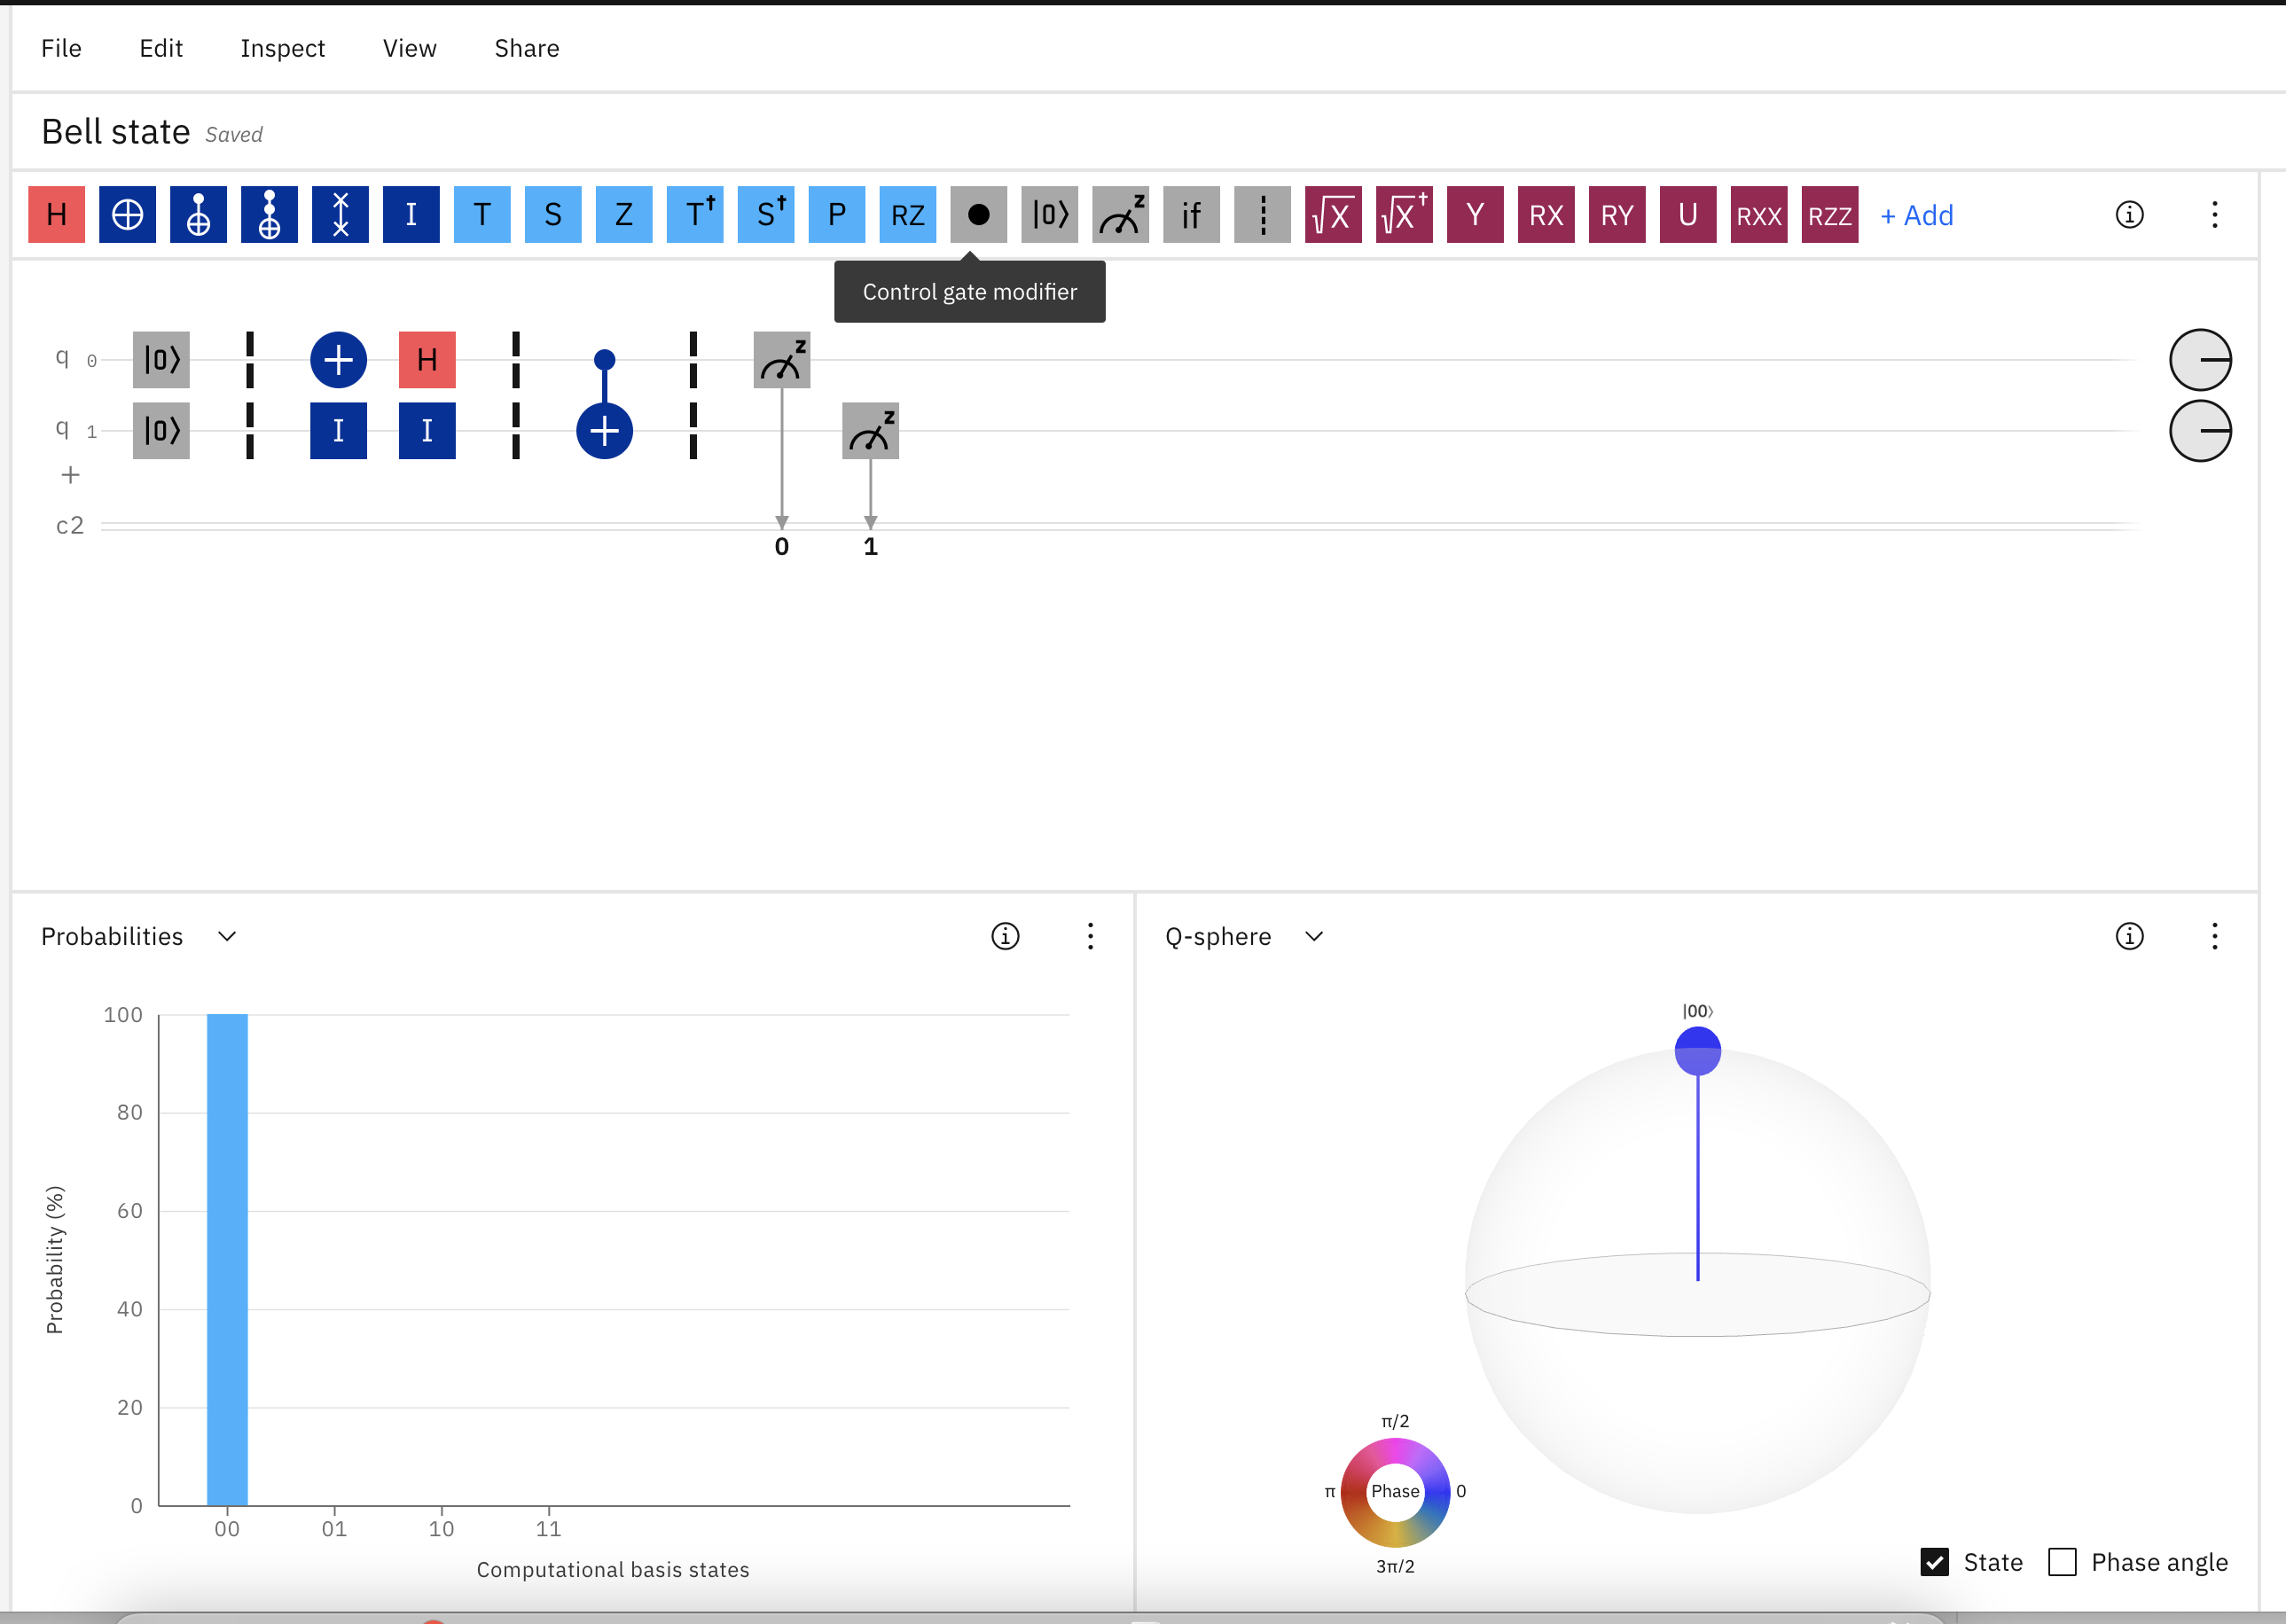 File Edit Inspect View Share
Bell state Saved
H I T S Z T† S† P RZ |0⟩ z if √X √X† Y RX RY U RXX RZZ + Add
Control gate modifier
q 0 |0⟩ H z
q 1 |0⟩ I I z
+
c2
0 1
Probabilities
Q-sphere
100
80
60
40
20
0
Probability (%)
00 01 10 11
Computational basis states
|00⟩
π/2
π Phase 0
3π/2
State Phase angle